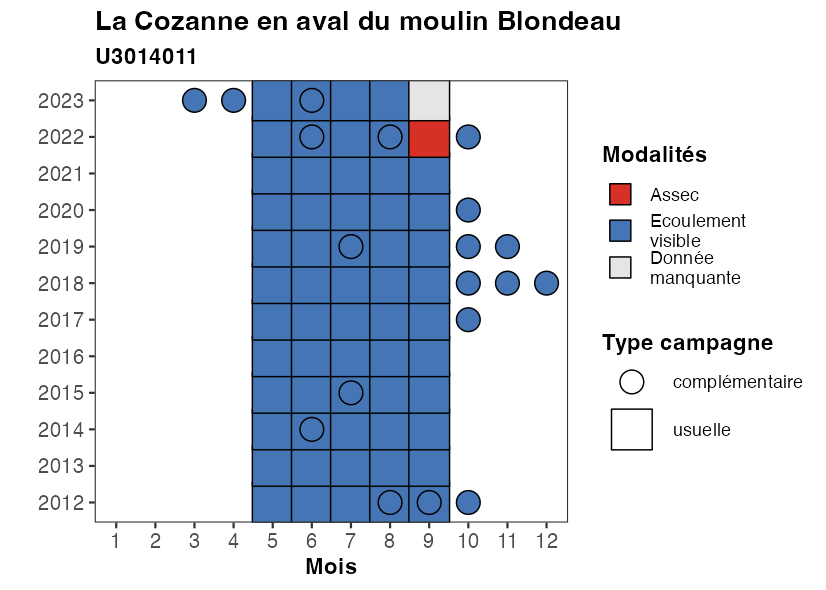 La Cozanne en aval du moulin Blondeau
U3014011
2023
2022
2021
2020
2019
2018
2017
2016
2015
2014
2013
2012
1 2 3 4 5 6 7 8 9 10 11 12
Mois
Modalités
Assec
Ecoulement
visible
Donnée
manquante
Type campagne
complémentaire
usuelle